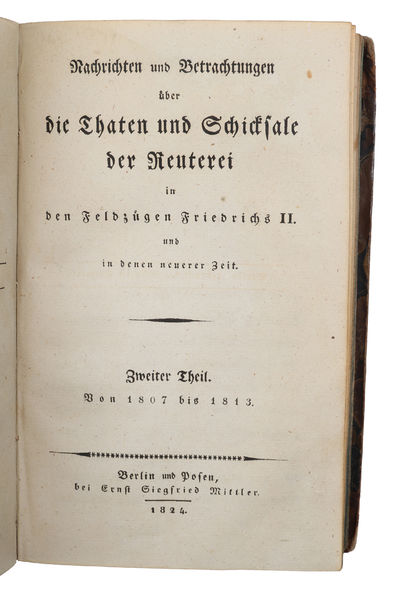 Nachrichten und Betrachtungen
über
die Thaten und Schicksale
der Reuterei
in
den Feldzügen Friedrichs II.
und
in denen neuerer Zeit.
Zweiter Theil.
Von 1807 bis 1813.
Berlin und Posen,
bei Ernst Siegfried Mittler.
1824.